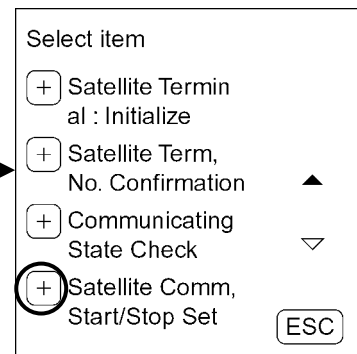 Select item
+ Satellite Termin
al : Initialize
+ Satellite Term,
No. Confirmation
+ Communicating
State Check
+ Satellite Comm,
Start/Stop Set
ESC